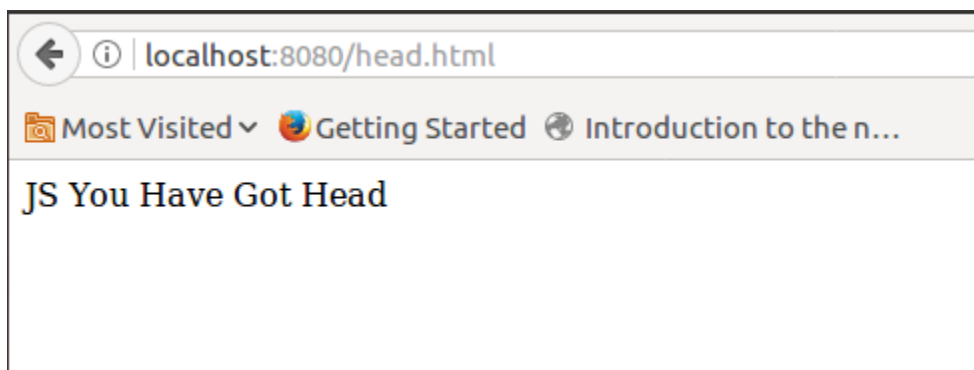 localhost:8080/head.html
Most Visited Getting Started Introduction to the n...
JS You Have Got Head